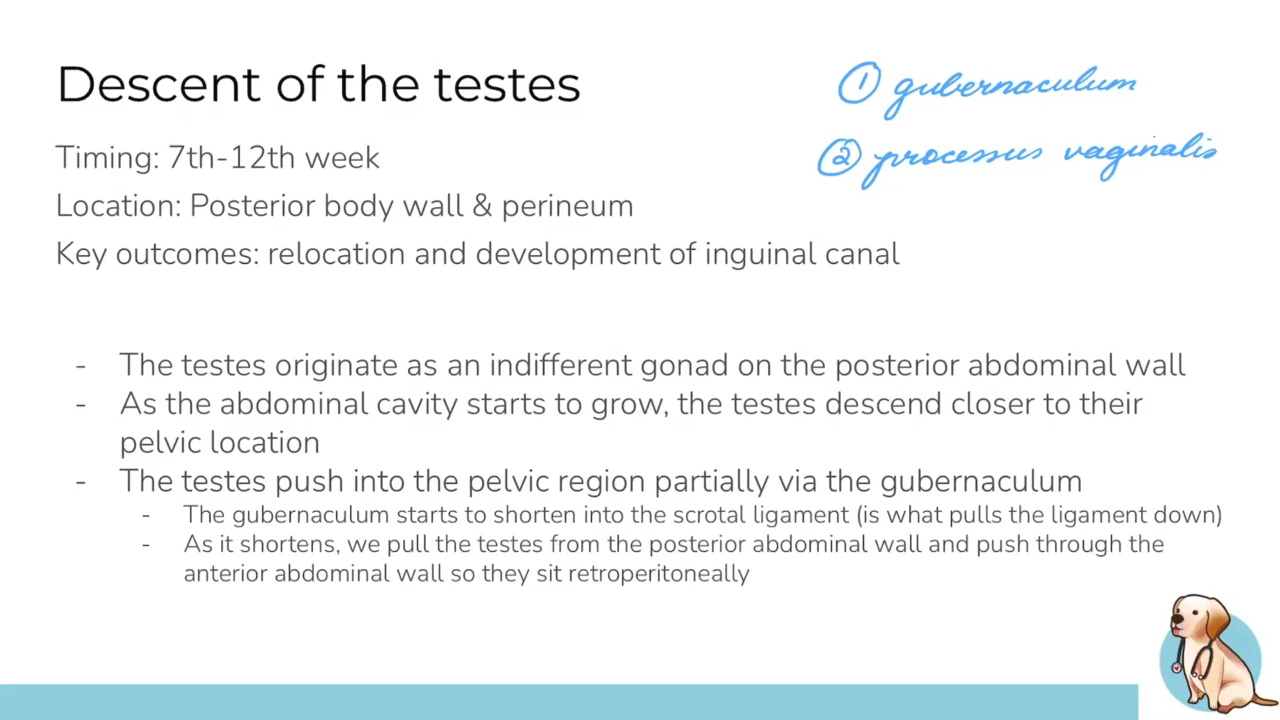 Descent of the testes
① gubernaculum
② processus vaginalis
Timing: 7th-12th week
Location: Posterior body wall & perineum
Key outcomes: relocation and development of inguinal canal
- The testes originate as an indifferent gonad on the posterior abdominal wall
- As the abdominal cavity starts to grow, the testes descend closer to their
pelvic location
- The testes push into the pelvic region partially via the gubernaculum
- The gubernaculum starts to shorten into the scrotal ligament (is what pulls the ligament down)
- As it shortens, we pull the testes from the posterior abdominal wall and push through the
anterior abdominal wall so they sit retroperitoneally